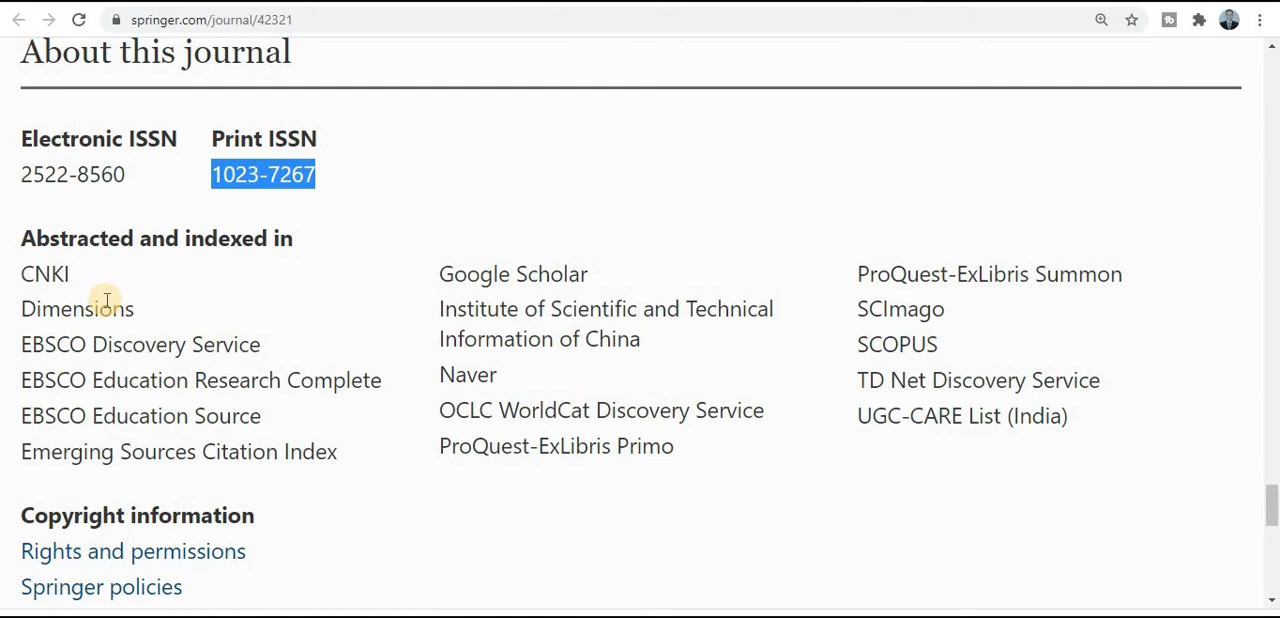 springer.com/journal/42321
About this journal
Electronic ISSN
2522-8560
Print ISSN
1023-7267
Abstracted and indexed in
CNKI
Dimensions
EBSCO Discovery Service
EBSCO Education Research Complete
EBSCO Education Source
Emerging Sources Citation Index
Google Scholar
Institute of Scientific and Technical
Information of China
Naver
OCLC WorldCat Discovery Service
ProQuest-ExLibris Primo
ProQuest-ExLibris Summon
SCImago
SCOPUS
TD Net Discovery Service
UGC-CARE List (India)
Copyright information
Rights and permissions
Springer policies